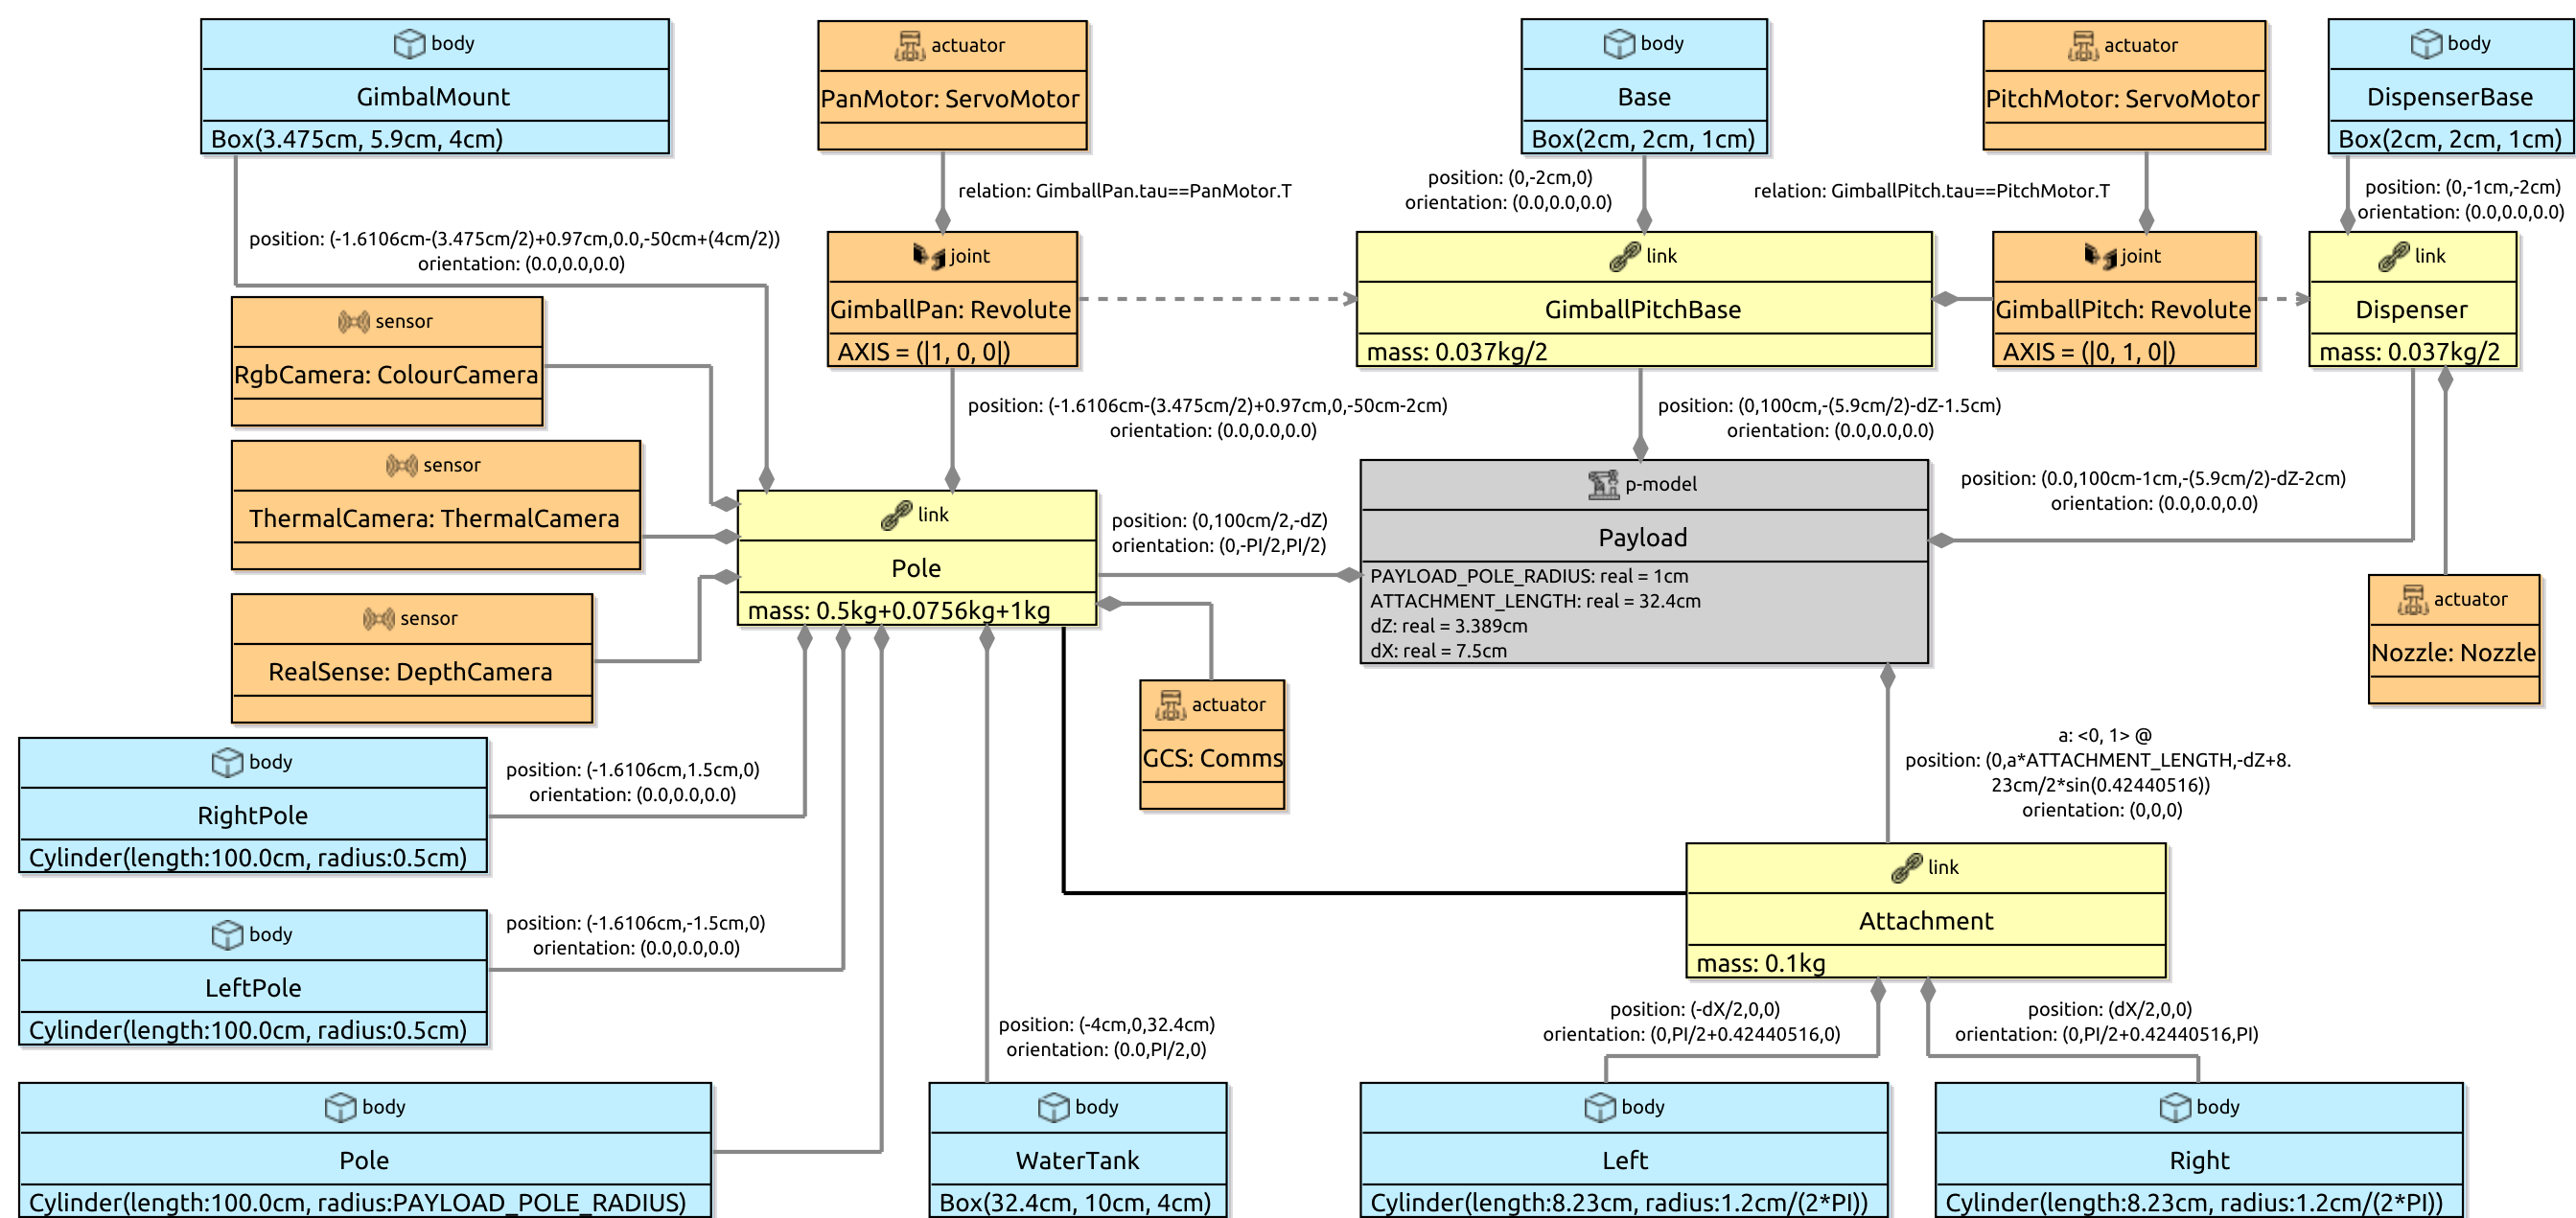 body
GimbalMount
Box(3.475cm, 5.9cm, 4cm)
actuator
PanMotor: ServoMotor
body
Base
Box(2cm, 2cm, 1cm)
actuator
PitchMotor: ServoMotor
body
DispenserBase
Box(2cm, 2cm, 1cm)
relation: GimballPan.tau==PanMotor.T
position: (0,-2cm,0)
orientation: (0.0,0.0,0.0)
relation: GimballPitch.tau==PitchMotor.T
position: (0,-1cm,-2cm)
orientation: (0.0,0.0,0.0)
position: (-1.6106cm-(3.475cm/2)+0.97cm,0.0,-50cm+(4cm/2))
orientation: (0.0,0.0,0.0)
joint
GimballPan: Revolute
AXIS = (|1, 0, 0|)
link
GimballPitchBase
mass: 0.037kg/2
joint
GimballPitch: Revolute
AXIS = (|0, 1, 0|)
link
Dispenser
mass: 0.037kg/2
sensor
RgbCamera: ColourCamera
position: (-1.6106cm-(3.475cm/2)+0.97cm,0,-50cm-2cm)
orientation: (0.0,0.0,0.0)
position: (0,100cm,-(5.9cm/2)-dZ-1.5cm)
orientation: (0.0,0.0,0.0)
sensor
ThermalCamera: ThermalCamera
link
Pole
mass: 0.5kg+0.0756kg+1kg
position: (0,100cm/2,-dZ)
orientation: (0,-PI/2,PI/2)
p-model
Payload
PAYLOAD_POLE_RADIUS: real = 1cm
ATTACHMENT_LENGTH: real = 32.4cm
dZ: real = 3.389cm
dX: real = 7.5cm
position: (0.0,100cm-1cm,-(5.9cm/2)-dZ-2cm)
orientation: (0.0,0.0,0.0)
sensor
RealSense: DepthCamera
actuator
GCS: Comms
actuator
Nozzle: Nozzle
body
RightPole
Cylinder(length:100.0cm, radius:0.5cm)
position: (-1.6106cm,1.5cm,0)
orientation: (0.0,0.0,0.0)
a: <0, 1> @
position: (0,a*ATTACHMENT_LENGTH,-dZ+8.
23cm/2*sin(0.42440516))
orientation: (0,0,0)
body
LeftPole
Cylinder(length:100.0cm, radius:0.5cm)
position: (-1.6106cm,-1.5cm,0)
orientation: (0.0,0.0,0.0)
link
Attachment
mass: 0.1kg
position: (-4cm,0,32.4cm)
orientation: (0.0,PI/2,0)
position: (-dX/2,0,0)
orientation: (0,PI/2+0.42440516,0)
position: (dX/2,0,0)
orientation: (0,PI/2+0.42440516,PI)
body
Pole
Cylinder(length:100.0cm, radius:PAYLOAD_POLE_RADIUS)
body
WaterTank
Box(32.4cm, 10cm, 4cm)
body
Left
Cylinder(length:8.23cm, radius:1.2cm/(2*PI))
body
Right
Cylinder(length:8.23cm, radius:1.2cm/(2*PI))